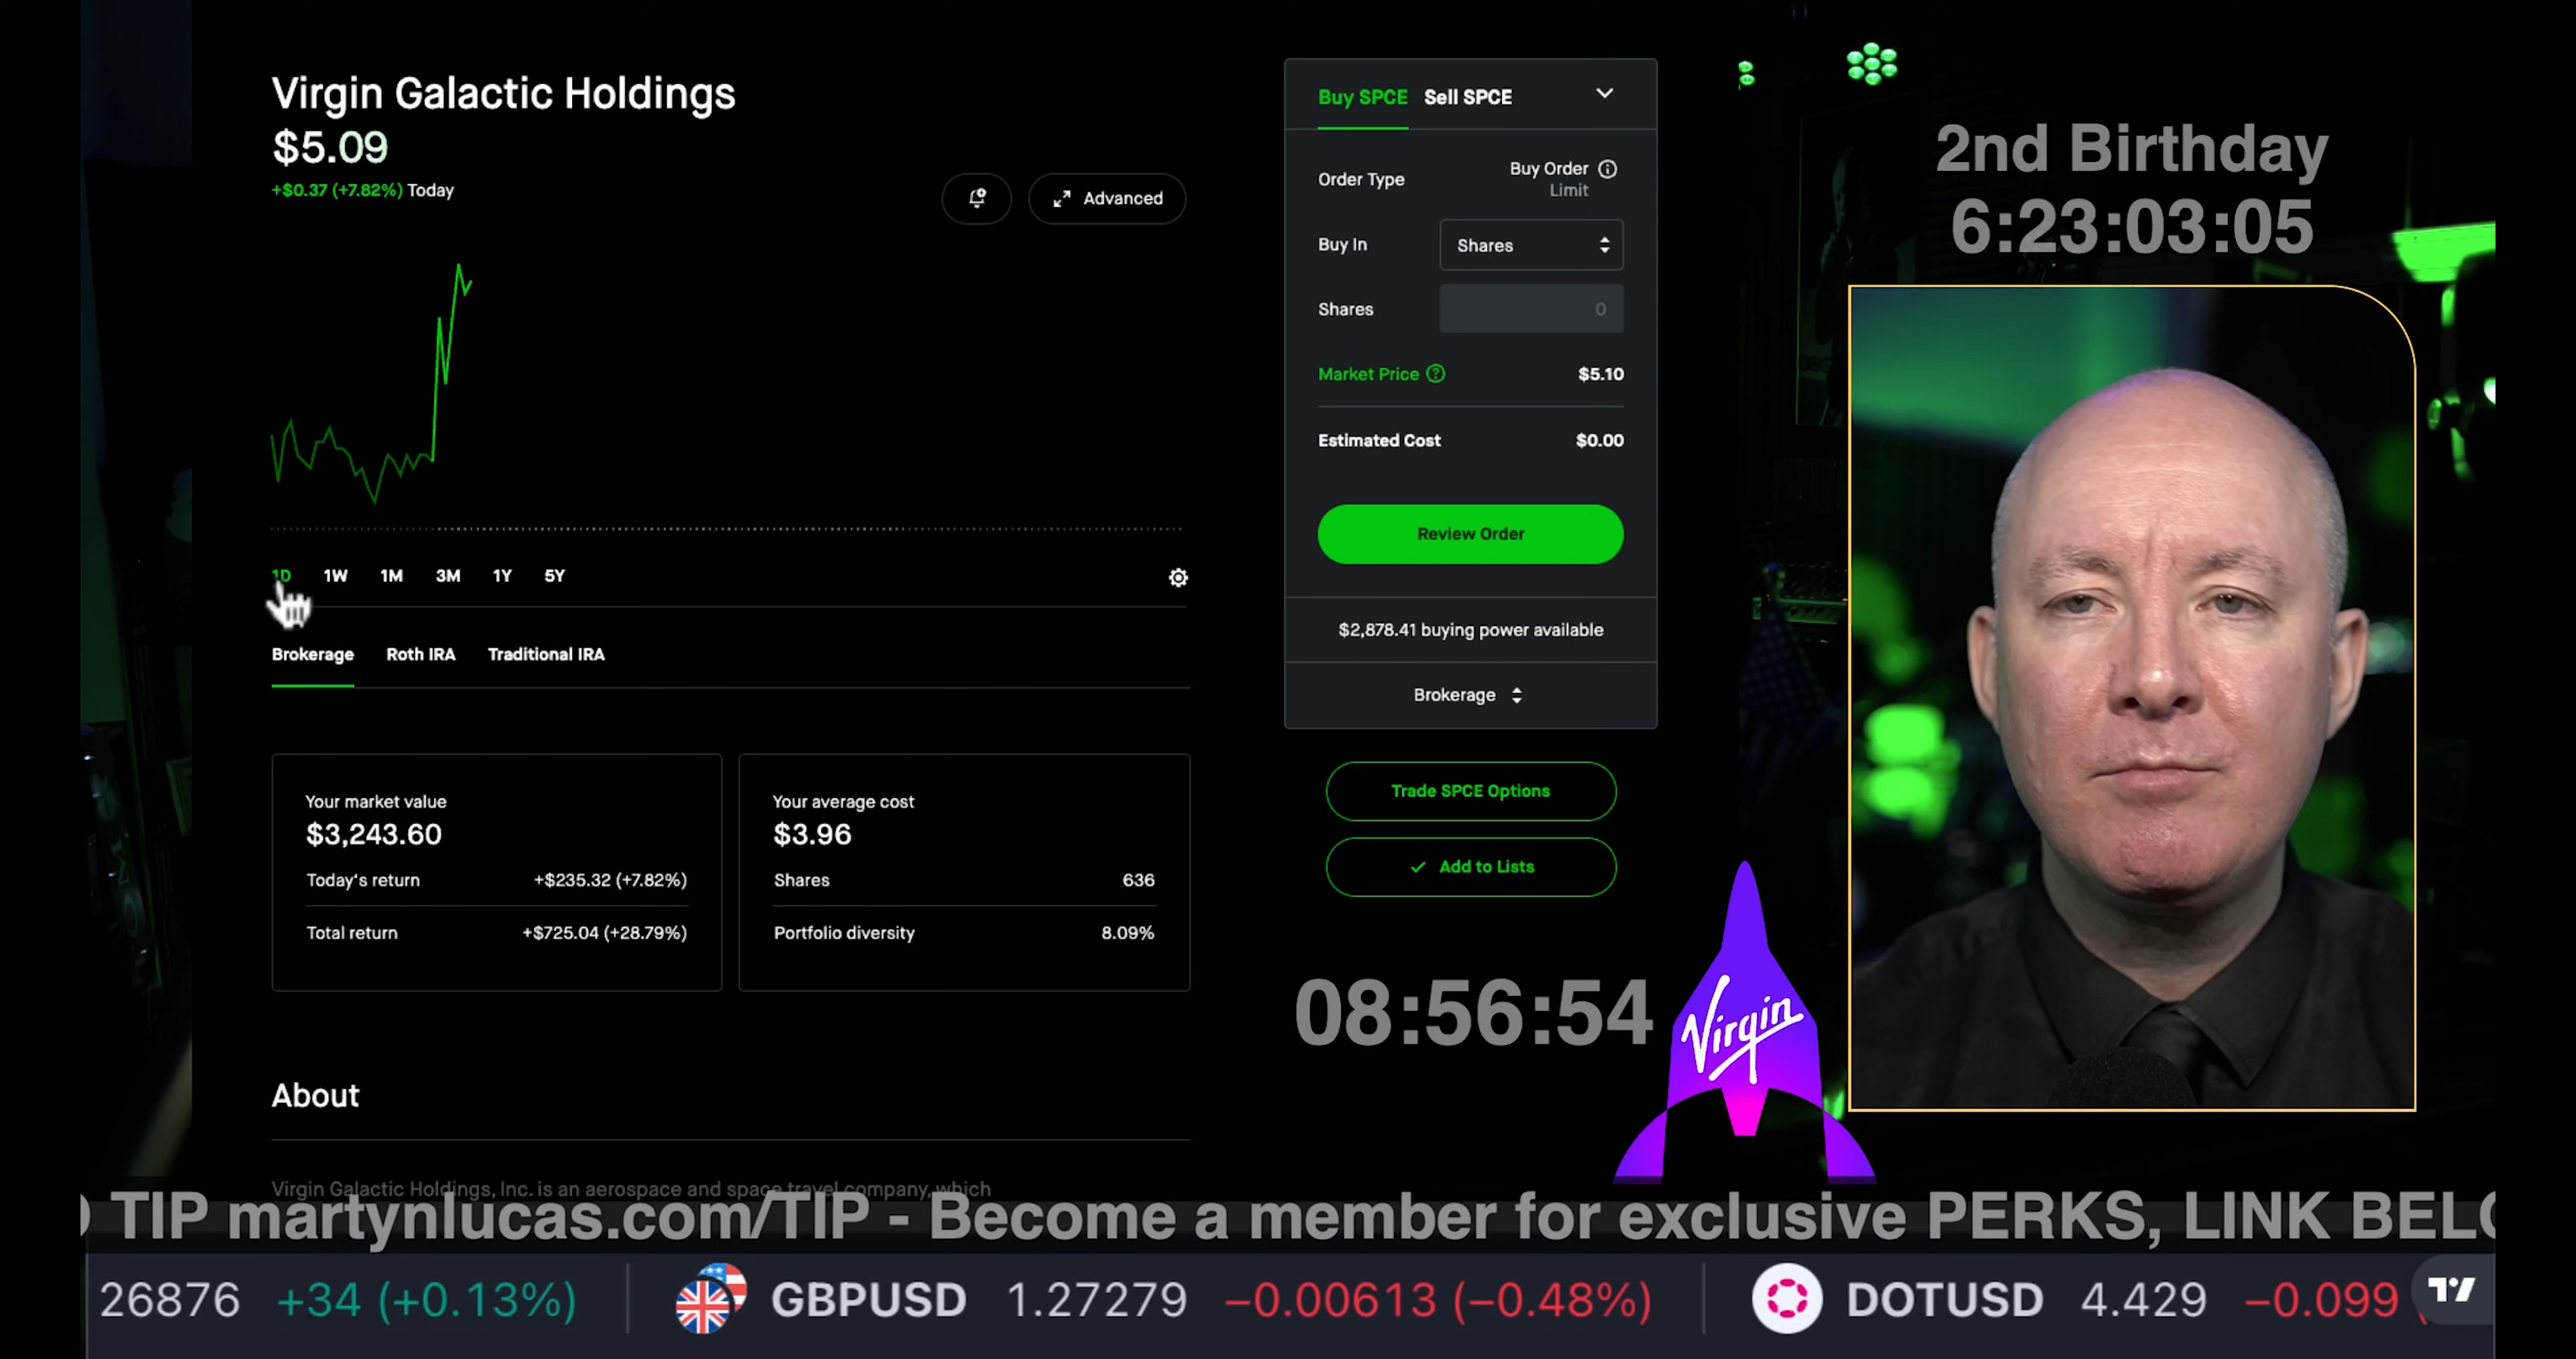 Virgin Galactic Holdings
$5.09
+$0.37 (+7.82%) Today
Advanced
1D 1W 1M 3M 1Y 5Y
Brokerage Roth IRA Traditional IRA
Your market value
$3,243.60
Today's return +$235.32 (+7.82%)
Total return +$725.04 (+28.79%)
Your average cost
$3.96
Shares 636
Portfolio diversity 8.09%
About
Virgin Galactic Holdings, Inc. is an aerospace and space travel company, which
Buy SPCE Sell SPCE
Order Type Buy Order
Limit
Buy In Shares
Shares 0
Market Price $5.10
Estimated Cost $0.00
Review Order
$2,878.41 buying power available
Brokerage
Trade SPCE Options
Add to Lists
08:56:54
Virgin
2nd Birthday
6:23:03:05
TIP martynlucas.com/TIP - Become a member for exclusive PERKS, LINK BELO
26876 +34 (+0.13%) GBPUSD 1.27279 −0.00613 (−0.48%) DOTUSD 4.429 −0.099